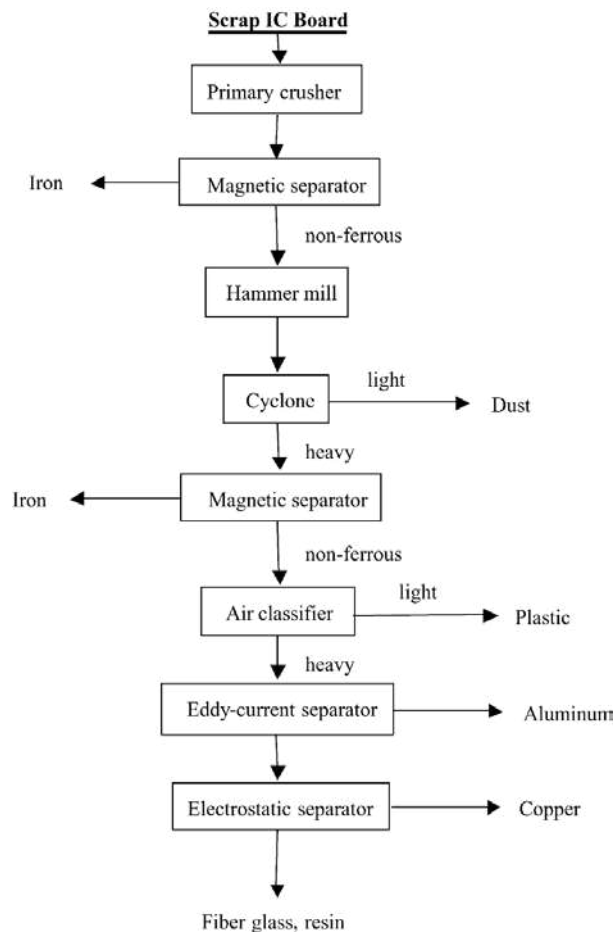 Scrap IC Board
Primary crusher
Iron
Magnetic separator
non-ferrous
Hammer mill
light
Cyclone
Dust
heavy
Iron
Magnetic separator
non-ferrous
light
Air classifier
Plastic
heavy
Eddy-current separator
Aluminum
Electrostatic separator
Copper
Fiber glass, resin